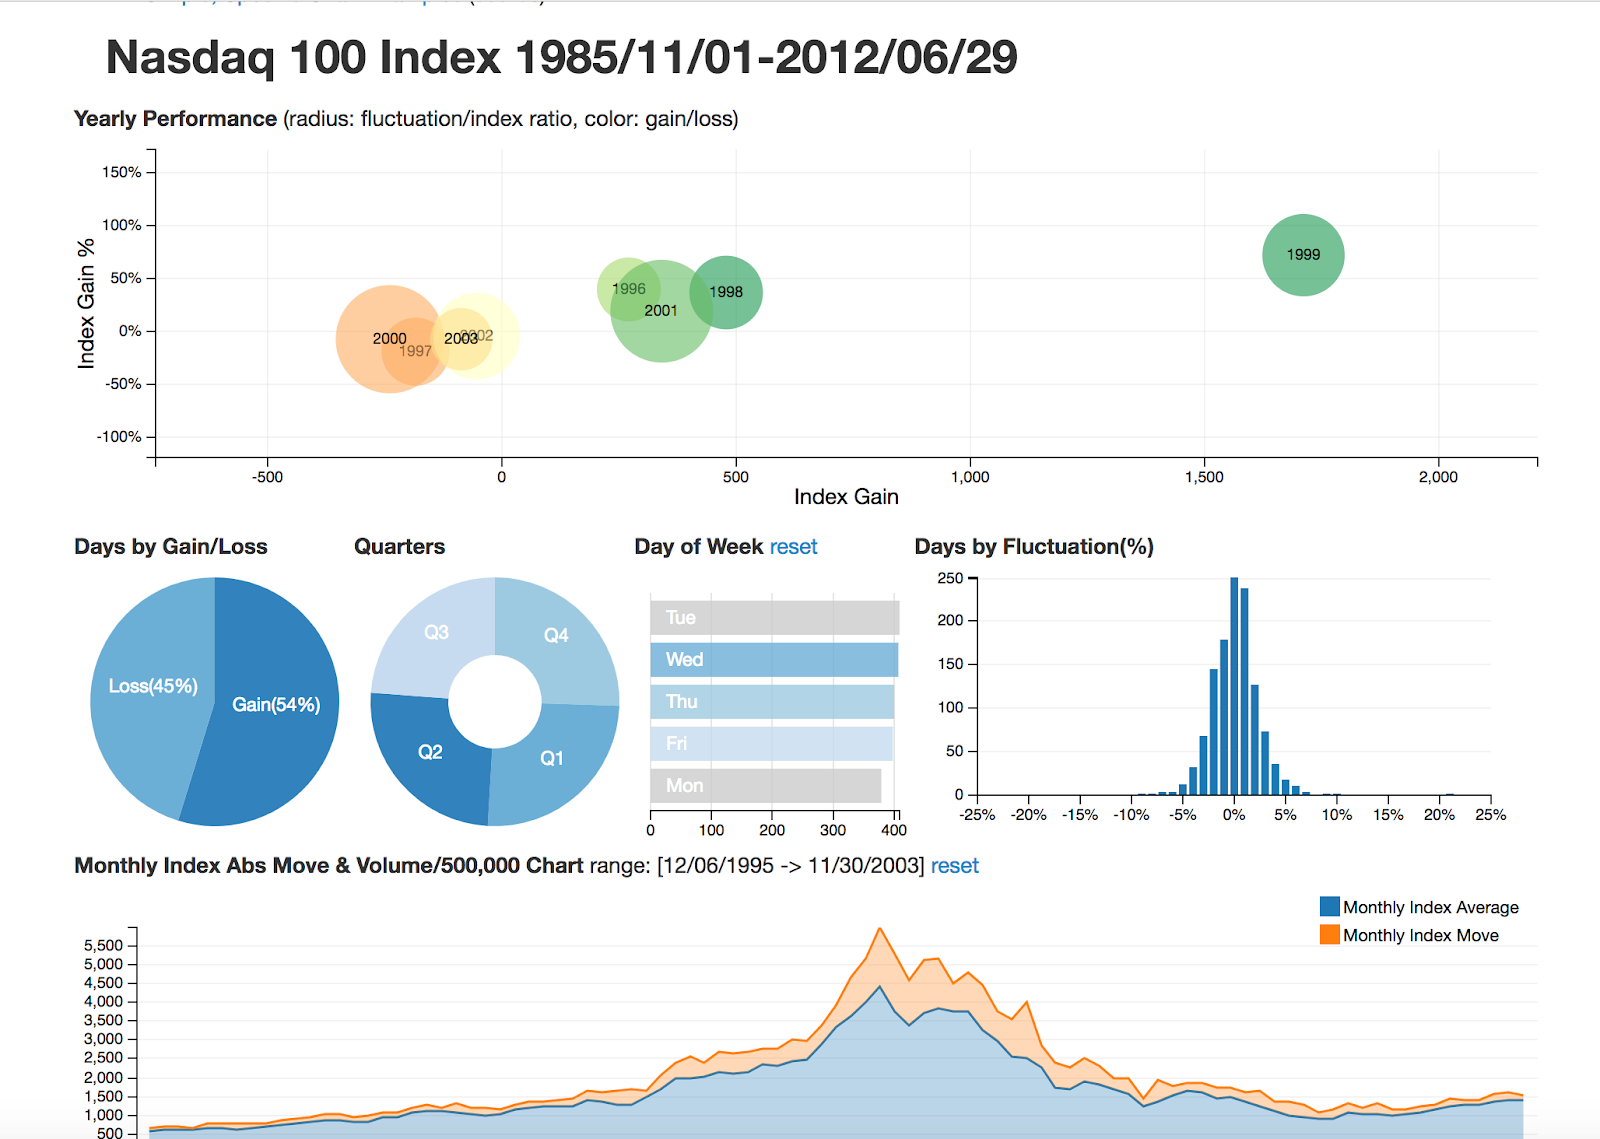 Nasdaq 100 Index 1985/11/01-2012/06/29
Yearly Performance (radius: fluctuation/index ratio, color: gain/loss)
Index Gain %
150%
100%
50%
0%
-50%
-100%
2000
1997
2003
2002
1996
2001
1998
1999
-500
0
500
1,000
1,500
2,000
Index Gain
Days by Gain/Loss
Loss(45%)
Gain(54%)
Quarters
Q3
Q4
Q2
Q1
Day of Week reset
Tue
Wed
Thu
Fri
Mon
0
100
200
300
400
Days by Fluctuation(%)
250
200
150
100
50
0
-25%
-20%
-15%
-10%
-5%
0%
5%
10%
15%
20%
25%
Monthly Index Abs Move & Volume/500,000 Chart range: [12/06/1995 -> 11/30/2003] reset
Monthly Index Average
Monthly Index Move
5,500
5,000
4,500
4,000
3,500
3,000
2,500
2,000
1,500
1,000
500